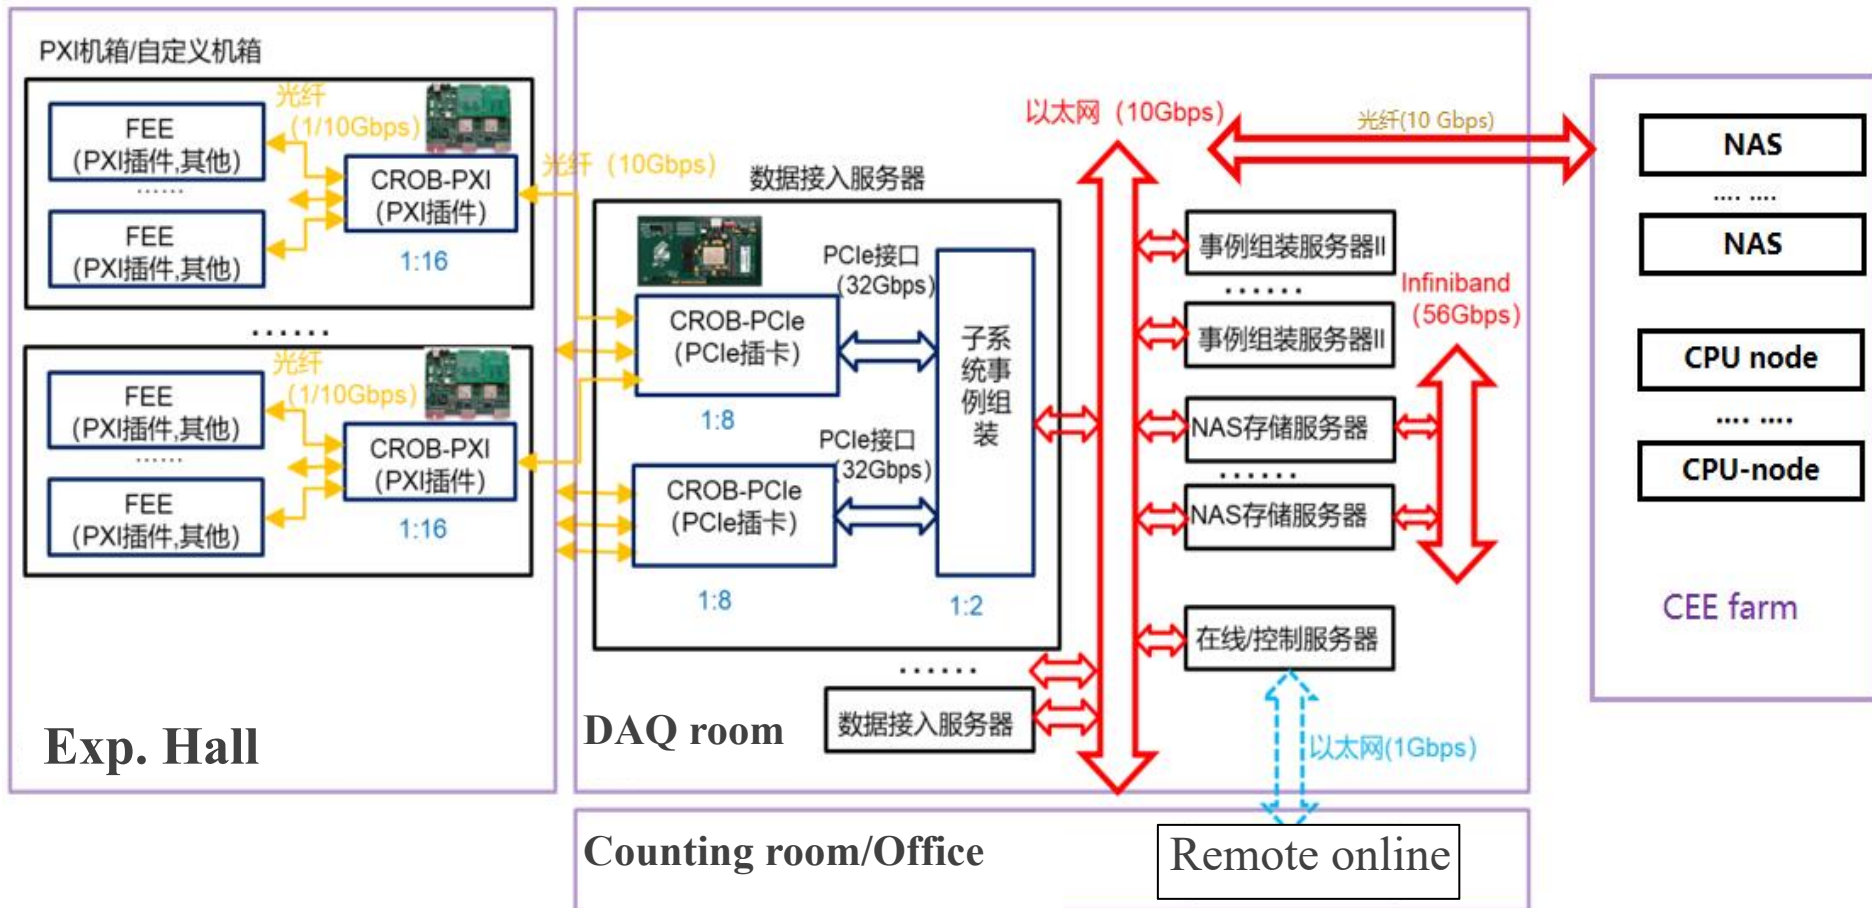 PXI机箱/自定义机箱
光纤
(1/10Gbps)
FEE
(PXI插件,其他)
......
FEE
(PXI插件,其他)
CROB-PXI
(PXI插件)
1:16
......
光纤
(1/10Gbps)
FEE
(PXI插件,其他)
......
FEE
(PXI插件,其他)
CROB-PXI
(PXI插件)
1:16
Exp. Hall
光纤（10Gbps）
数据接入服务器
CROB-PCIe
(PCIe插卡)
1:8
PCIe接口
(32Gbps)
CROB-PCIe
(PCIe插卡)
1:8
PCIe接口
(32Gbps)
子系
统事
例组
装
1:2
......
数据接入服务器
DAQ room
以太网（10Gbps)
光纤(10 Gbps)
事例组装服务器II
......
事例组装服务器II
Infiniband
(56Gbps)
NAS存储服务器
......
NAS存储服务器
在线/控制服务器
以太网(1Gbps)
Counting room/Office
Remote online
NAS
.... ....
NAS
CPU node
.... ....
CPU-node
CEE farm